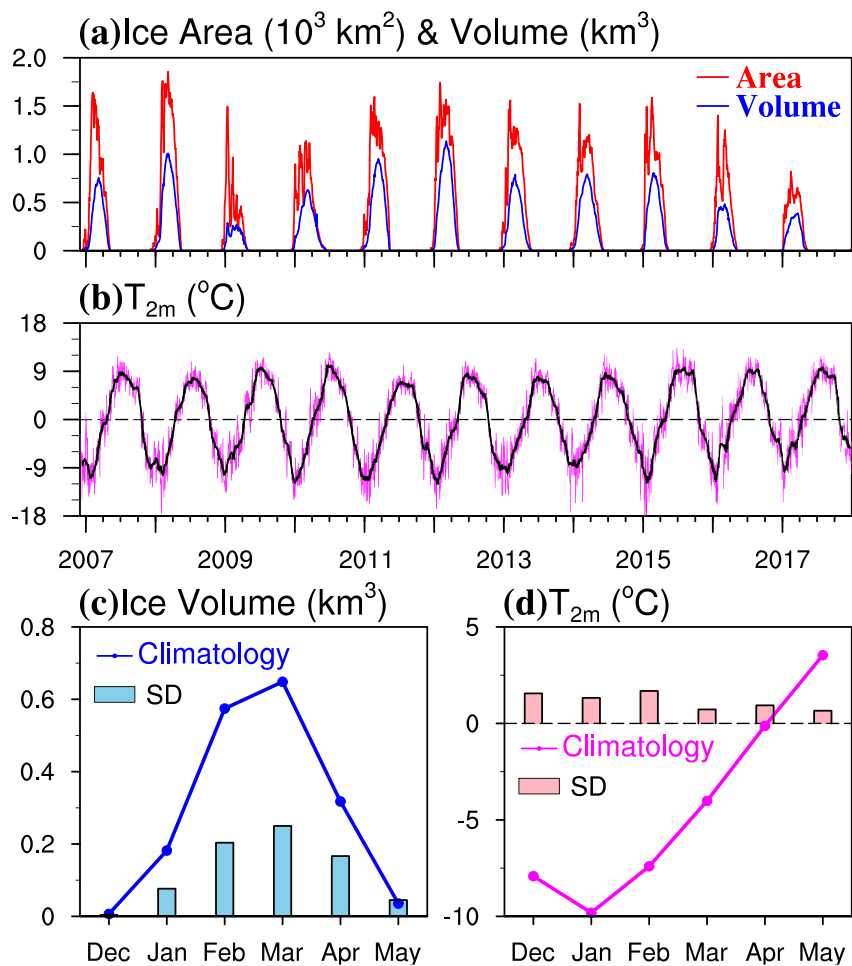 (a)Ice Area (10³ km²) & Volume (km³)
2.0
1.5
1.0
0.5
0
Area
Volume
(b)T₂ₘ (°C)
18
9
0
-9
-18
2007 2009 2011 2013 2015 2017
(c)Ice Volume (km³)
0.8
0.6
0.4
0.2
0
Climatology
SD
Dec Jan Feb Mar Apr May
(d)T₂ₘ (°C)
5
0
-5
-10
Climatology
SD
Dec Jan Feb Mar Apr May